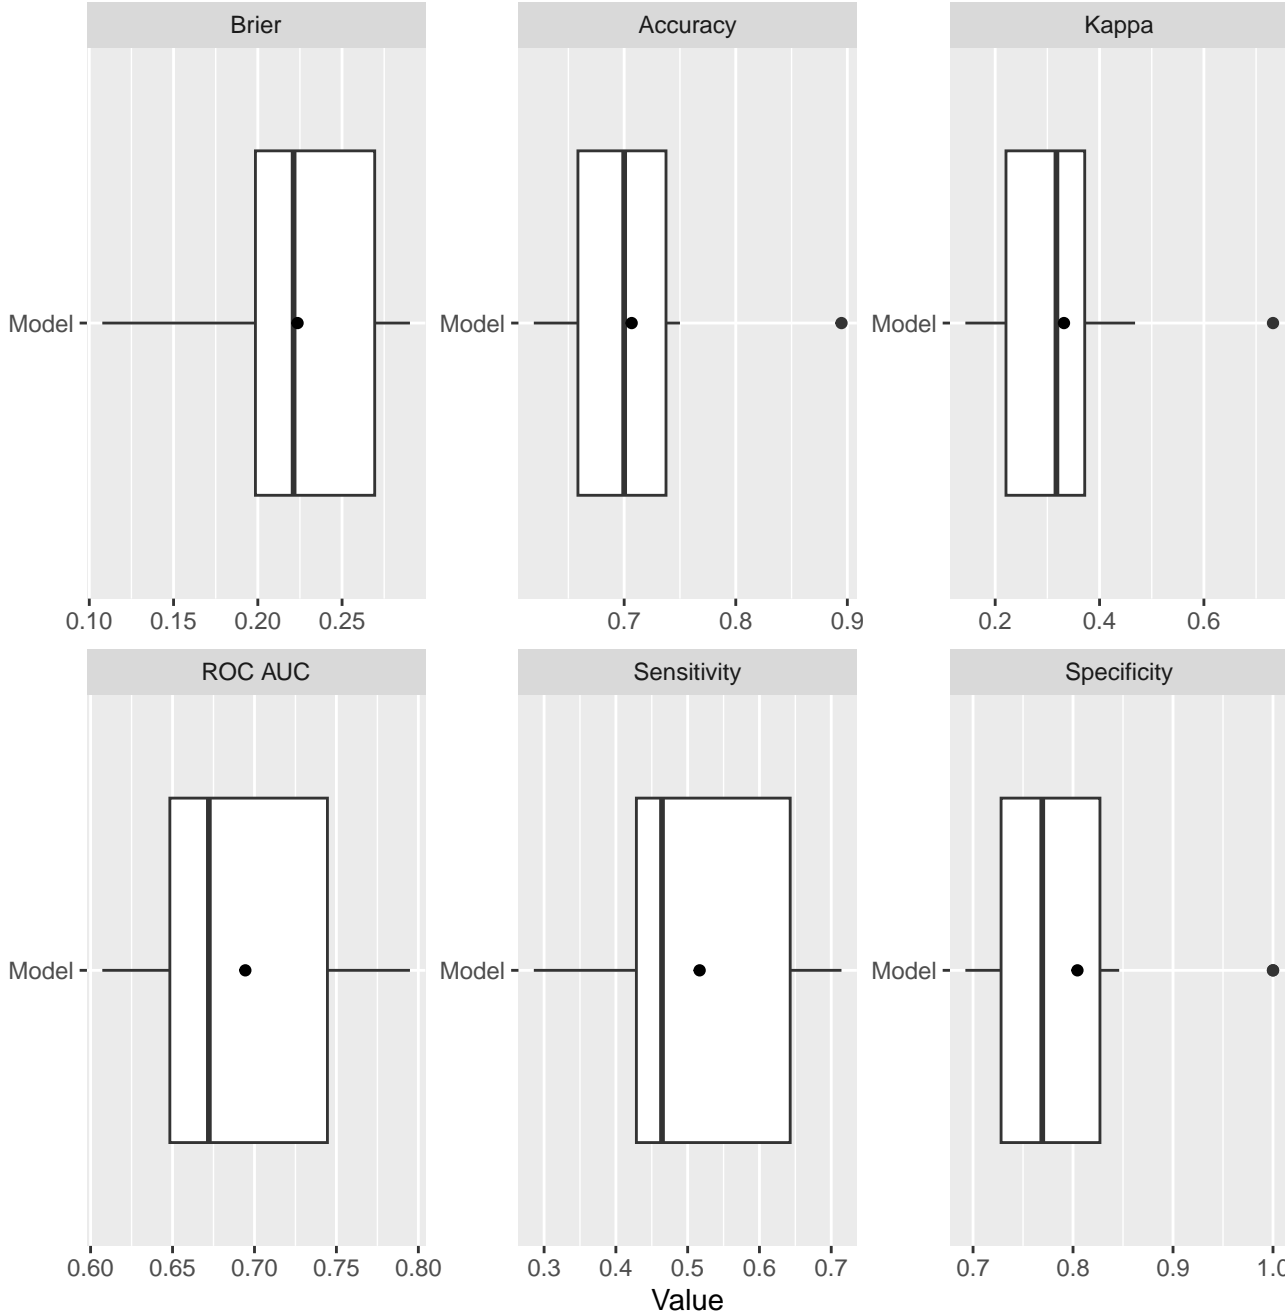 Brier Accuracy Kappa
Model Model Model
0.10 0.15 0.20 0.25 0.7 0.8 0.9 0.2 0.4 0.6
ROC AUC Sensitivity Specificity
Model Model Model
0.60 0.65 0.70 0.75 0.80 0.3 0.4 0.5 0.6 0.7 0.7 0.8 0.9 1.0
Value